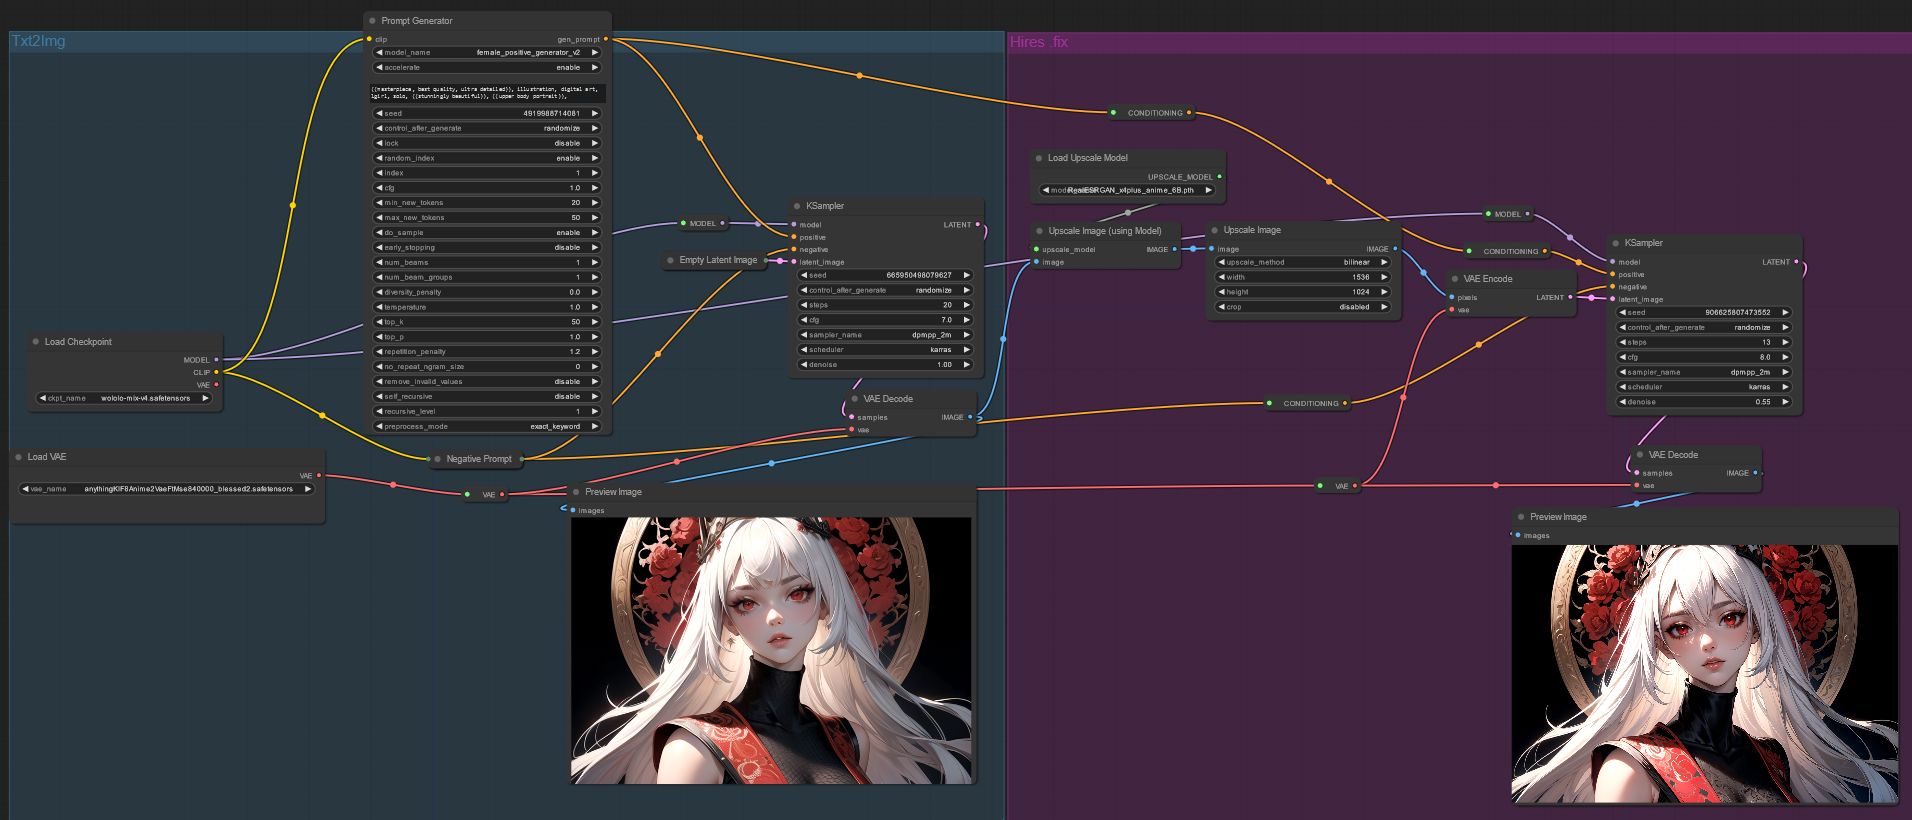 Txt2Img
Prompt Generator
clip gen_prompt
model_name female_positive_generator_v2
accelerate enable
((masterpiece, best quality, ultra detailed)), illustration, digital art,
1girl, solo, ((stunningly beautiful)), ((upper body portrait)),
seed 4919988714081
control_after_generate randomize
lock disable
random_index enable
index 1
cfg 1.0
min_new_tokens 20
max_new_tokens 50
do_sample enable
early_stopping disable
num_beams 1
num_beam_groups 1
diversity_penalty 0.0
temperature 1.0
top_k 50
top_p 1.0
repetition_penalty 1.2
no_repeat_ngram_size 0
remove_invalid_values disable
self_recursive disable
recursive_level 1
preprocess_mode exact_keyword
Load Checkpoint
MODEL
CLIP
VAE
ckpt_name wololo-mix-v4.safetensors
Load VAE
VAE
vae_name anythingKlF8Anime2VaeFtMse840000_blessed2.safetensors
Negative Prompt
VAE
MODEL
Empty Latent Image
KSampler
model LATENT
positive
negative
latent_image
seed 665950498079627
control_after_generate randomize
steps 20
cfg 7.0
sampler_name dpmpp_2m
scheduler karras
denoise 1.00
VAE Decode
samples IMAGE
vae
Preview Image
images
Hires .fix
CONDITIONING
Load Upscale Model
UPSCALE_MODEL
RealESRGAN_x4plus_anime_6B.pth
Upscale Image (using Model)
upscale_model IMAGE
image
Upscale Image
image IMAGE
upscale_method bilinear
width 1536
height 1024
crop disabled
MODEL
CONDITIONING
VAE Encode
pixels LATENT
vae
CONDITIONING
VAE
KSampler
model LATENT
positive
negative
latent_image
seed 906625807473552
control_after_generate randomize
steps 13
cfg 8.0
sampler_name dpmpp_2m
scheduler karras
denoise 0.55
VAE Decode
samples IMAGE
vae
Preview Image
images